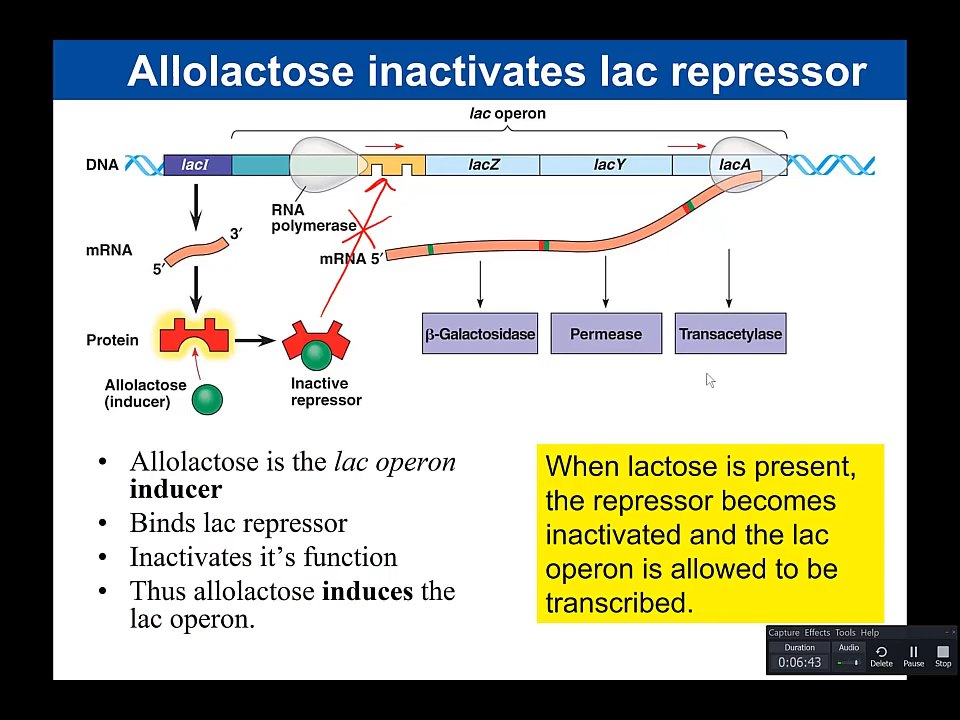 Allolactose inactivates lac repressor
lac operon
DNA
lacI
lacZ
lacY
lacA
RNA
polymerase
3′
mRNA
5′
mRNA 5′
Protein
β-Galactosidase
Permease
Transacetylase
Allolactose
(inducer)
Inactive
repressor
• Allolactose is the lac operon
inducer
• Binds lac repressor
• Inactivates it's function
• Thus allolactose induces the
lac operon.
When lactose is present,
the repressor becomes
inactivated and the lac
operon is allowed to be
transcribed.
Capture Effects Tools Help
Duration
Audio
0:06:43
Delete
Pause
Stop